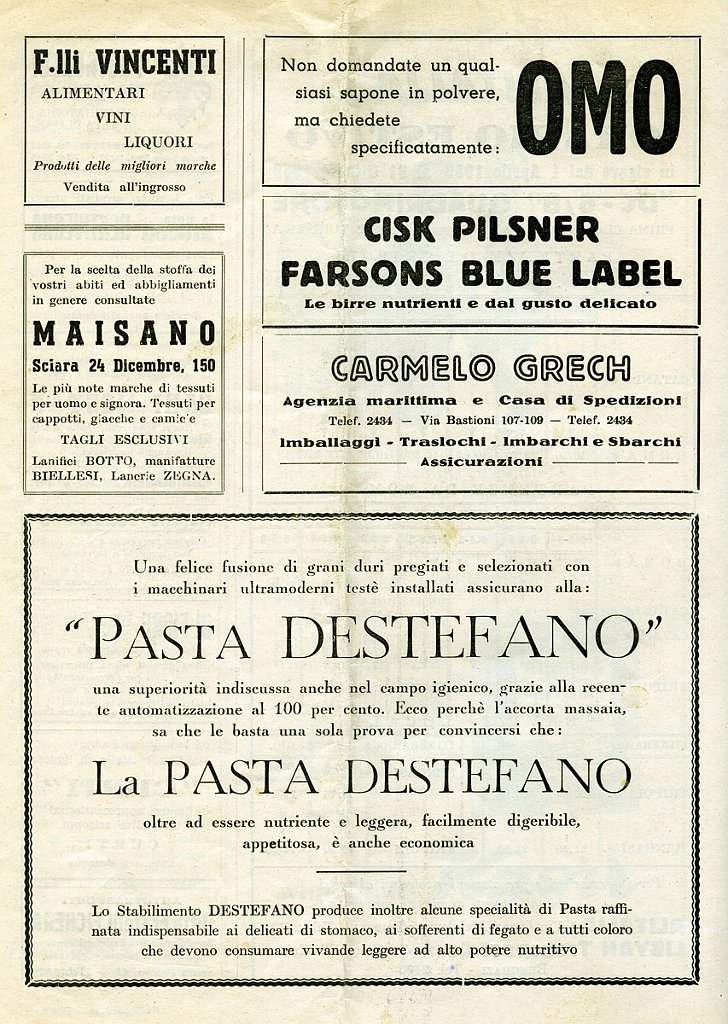 F.lli VINCENTI
ALIMENTARI
VINI
LIQUORI
Prodotti delle migliori marche
Vendita all'ingrosso
Per la scelta della stoffa dei
vostri abiti ed abbigliamenti
in genere consultate
MAISANO
Sciara 24 Dicembre, 150
Le più note marche di tessuti
per uomo e signora. Tessuti per
cappotti, giacche e camicie
TAGLI ESCLUSIVI
Lanifici BOTTO, manifatture
BIELLESI, Lanerie ZEGNA.
Non domandate un qual-
siasi sapone in polvere,
ma chiedete
specificatamente:
OMO
CISK PILSNER
FARSONS BLUE LABEL
Le birre nutrienti e dal gusto delicato
CARMELO GRECH
Agenzia marittima e Casa di Spedizioni
Telef. 2434 — Via Bastioni 107-109 — Telef. 2434
Imballaggi - Traslochi - Imbarchi e Sbarchi
Assicurazioni
Una felice fusione di grani duri pregiati e selezionati con
i macchinari ultramoderni testè installati assicurano alla:
"PASTA DESTEFANO"
una superiorità indiscussa anche nel campo igienico, grazie alla recen-
te automatizzazione al 100 per cento. Ecco perchè l'accorta massaia,
sa che le basta una sola prova per convincersi che:
La PASTA DESTEFANO
oltre ad essere nutriente e leggera, facilmente digeribile,
appetitosa, è anche economica
Lo Stabilimento DESTEFANO produce inoltre alcune specialità di Pasta raffi-
nata indispensabile ai delicati di stomaco, ai sofferenti di fegato e a tutti coloro
che devono consumare vivande leggere ad alto potere nutritivo